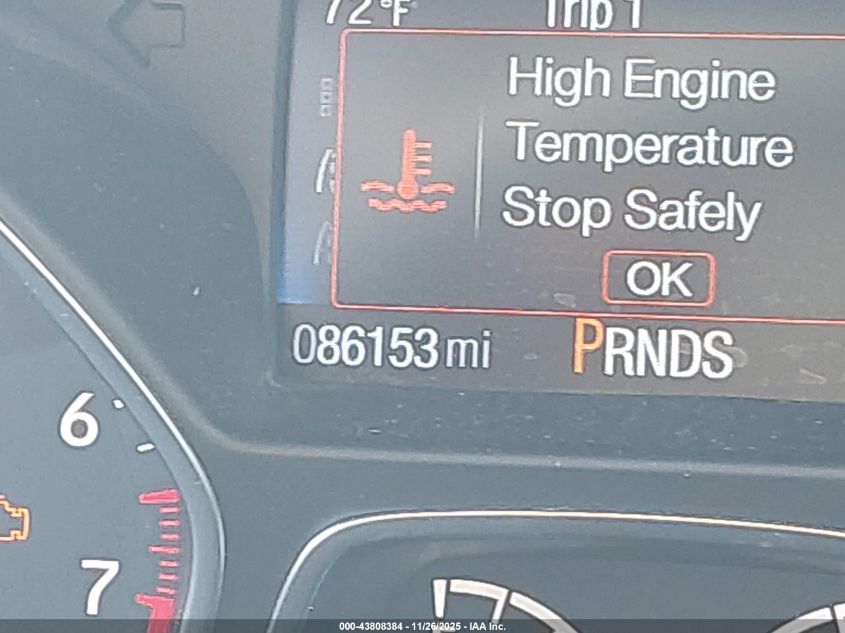 72°F Trip 1
High Engine
Temperature
Stop Safely
OK
086153 mi PRNDS
6
7
000-43808384 - 11/26/2025 - IAA Inc.